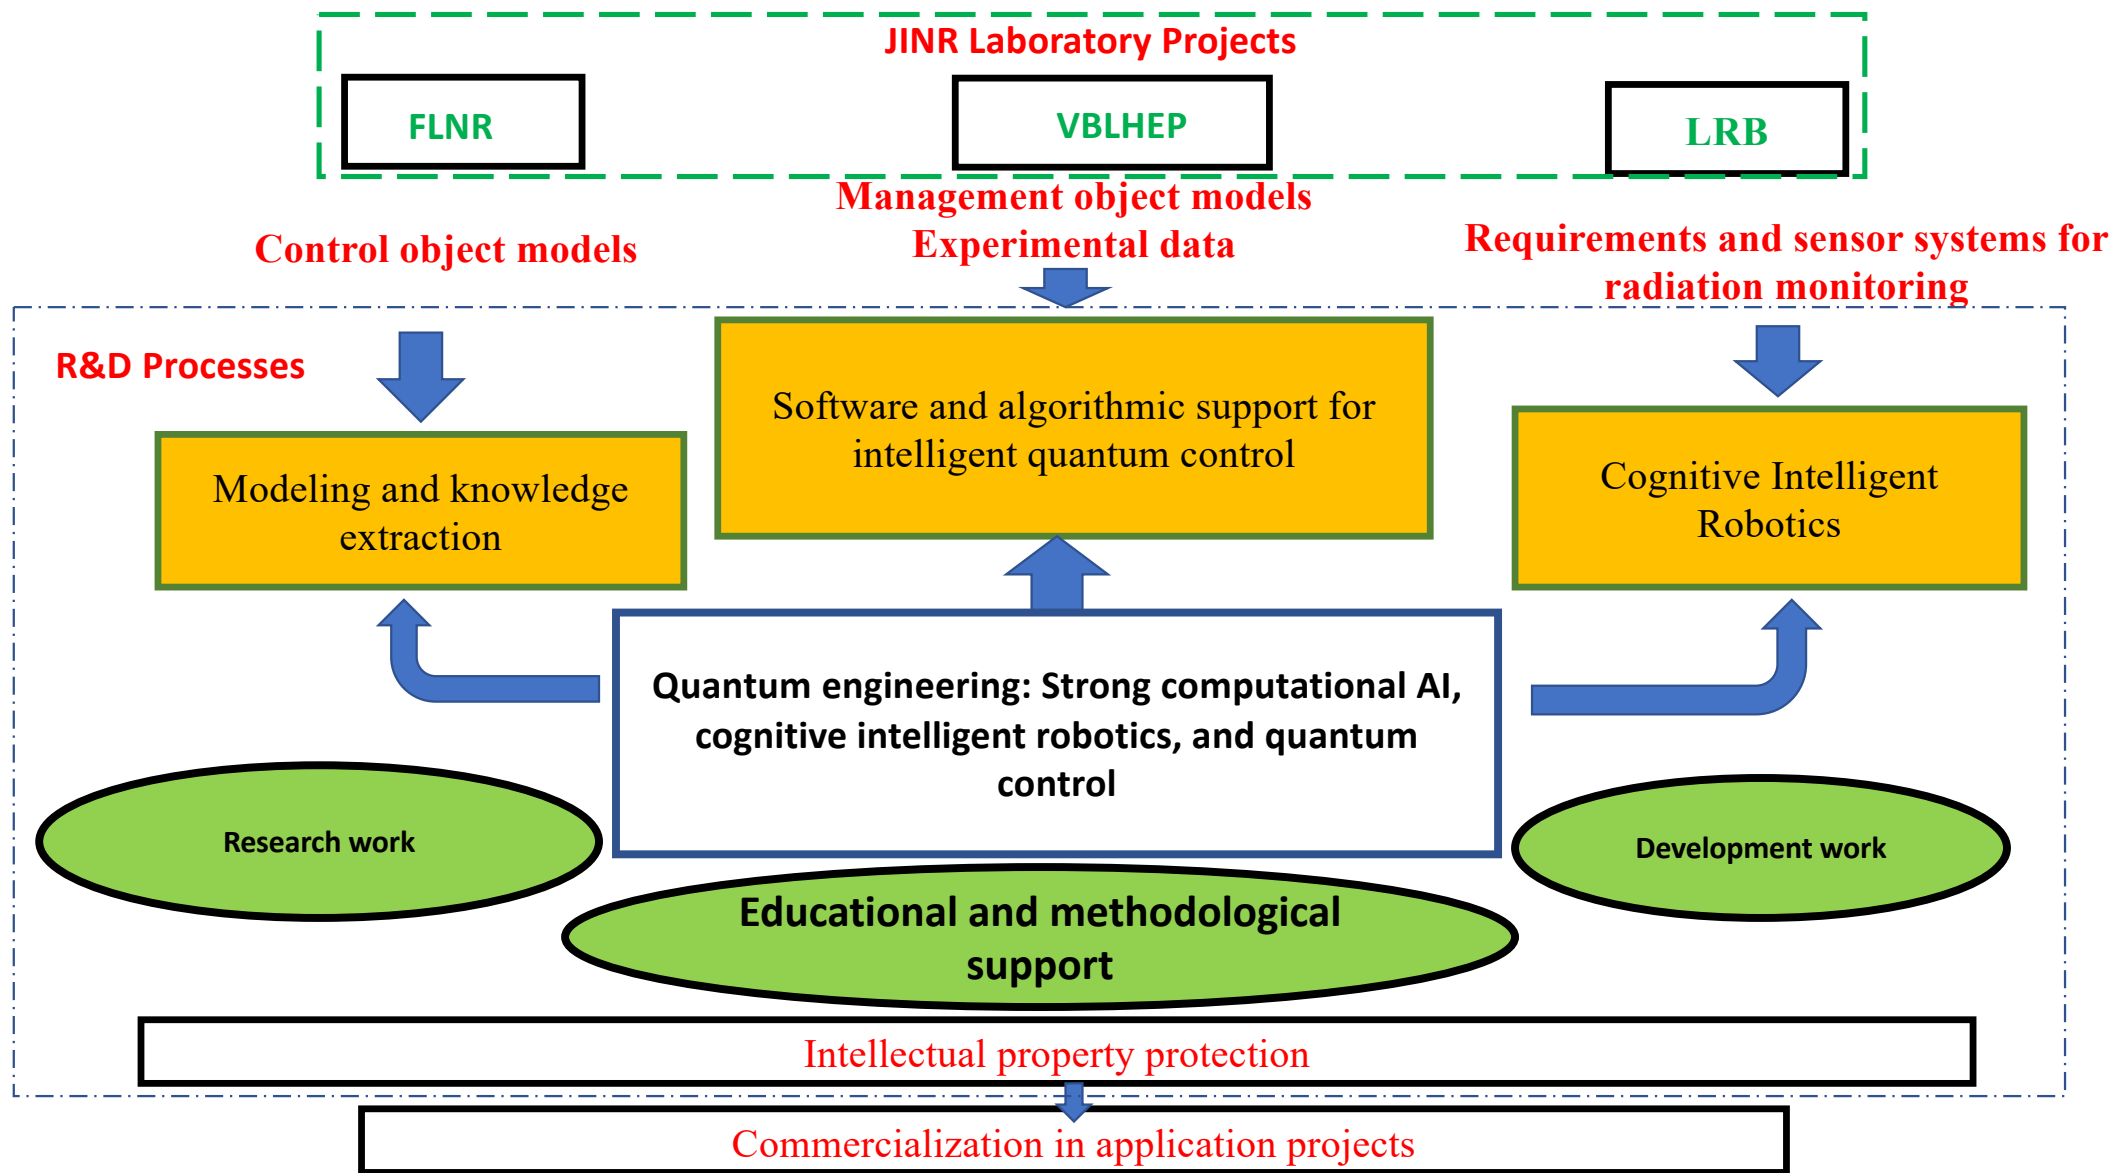 JINR Laboratory Projects
FLNR
VBLHEP
LRB
Management object models
Experimental data
Control object models
Requirements and sensor systems for
radiation monitoring
R&D Processes
Software and algorithmic support for
intelligent quantum control
Modeling and knowledge
extraction
Cognitive Intelligent
Robotics
Quantum engineering: Strong computational AI,
cognitive intelligent robotics, and quantum
control
Research work
Development work
Educational and methodological
support
Intellectual property protection
Commercialization in application projects